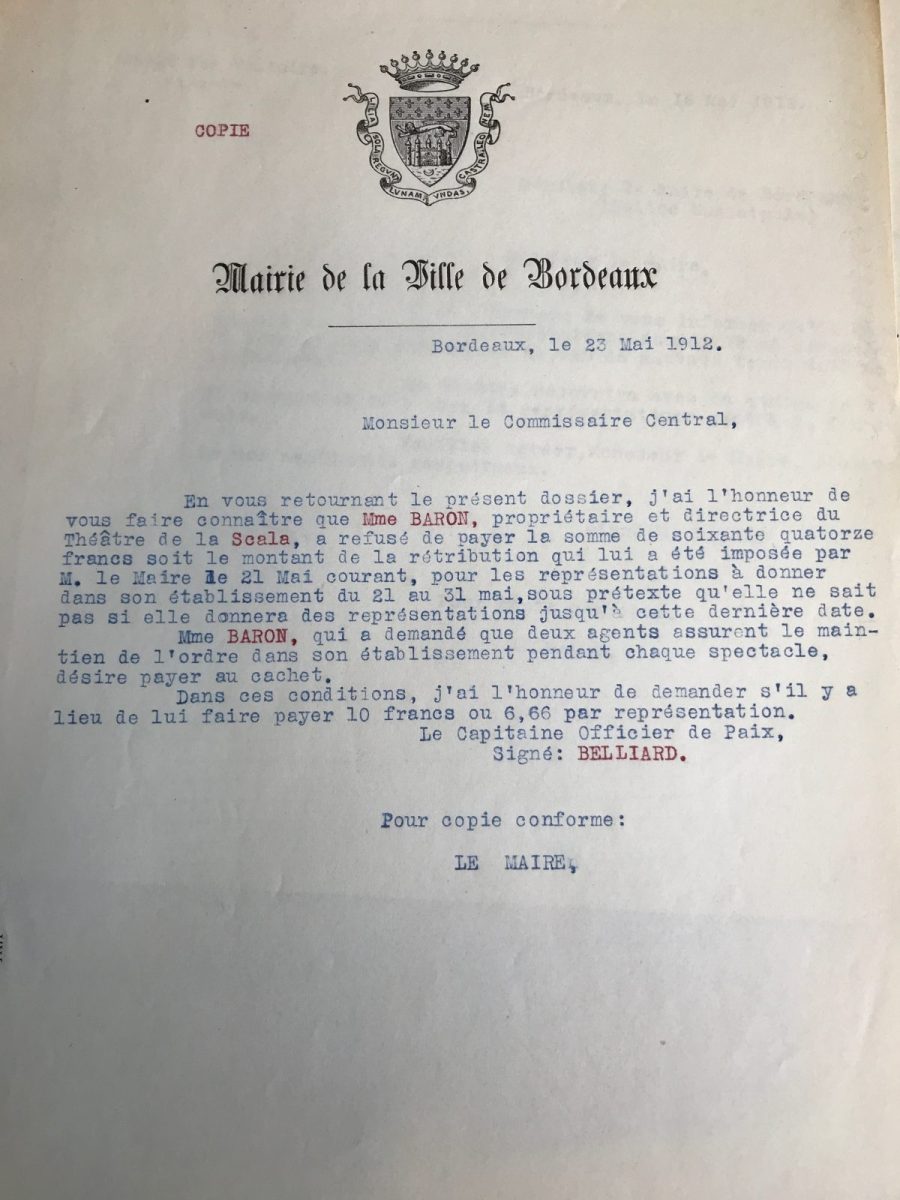 COPIE
LILIA SOLA REGUNT LUNAM, UNDAS, CASTRA LEONEM
Mairie de la Ville de Bordeaux
Bordeaux, le 23 Mai 1912.
Monsieur le Commissaire Central,
En vous retournant le présent dossier, j'ai l'honneur de
vous faire connaître que Mme BARON, propriétaire et directrice du
Théâtre de la Scala, a refusé de payer la somme de soixante quatorze
francs soit le montant de la rétribution qui lui a été imposée par
M. le Maire le 21 Mai courant, pour les représentations à donner
dans son établissement du 21 au 31 mai,sous prétexte qu'elle ne sait
pas si elle donnera des représentations jusqu'à cette dernière date.
Mme BARON, qui a demandé que deux agents assurent le main-
tien de l'ordre dans son établissement pendant chaque spectacle,
désire payer au cachet.
Dans ces conditions, j'ai l'honneur de demander s'il y a
lieu de lui faire payer 10 francs ou 6,66 par représentation.
Le Capitaine Officier de Paix,
Signé: BELLIARD.
Pour copie conforme:
LE MAIRE,